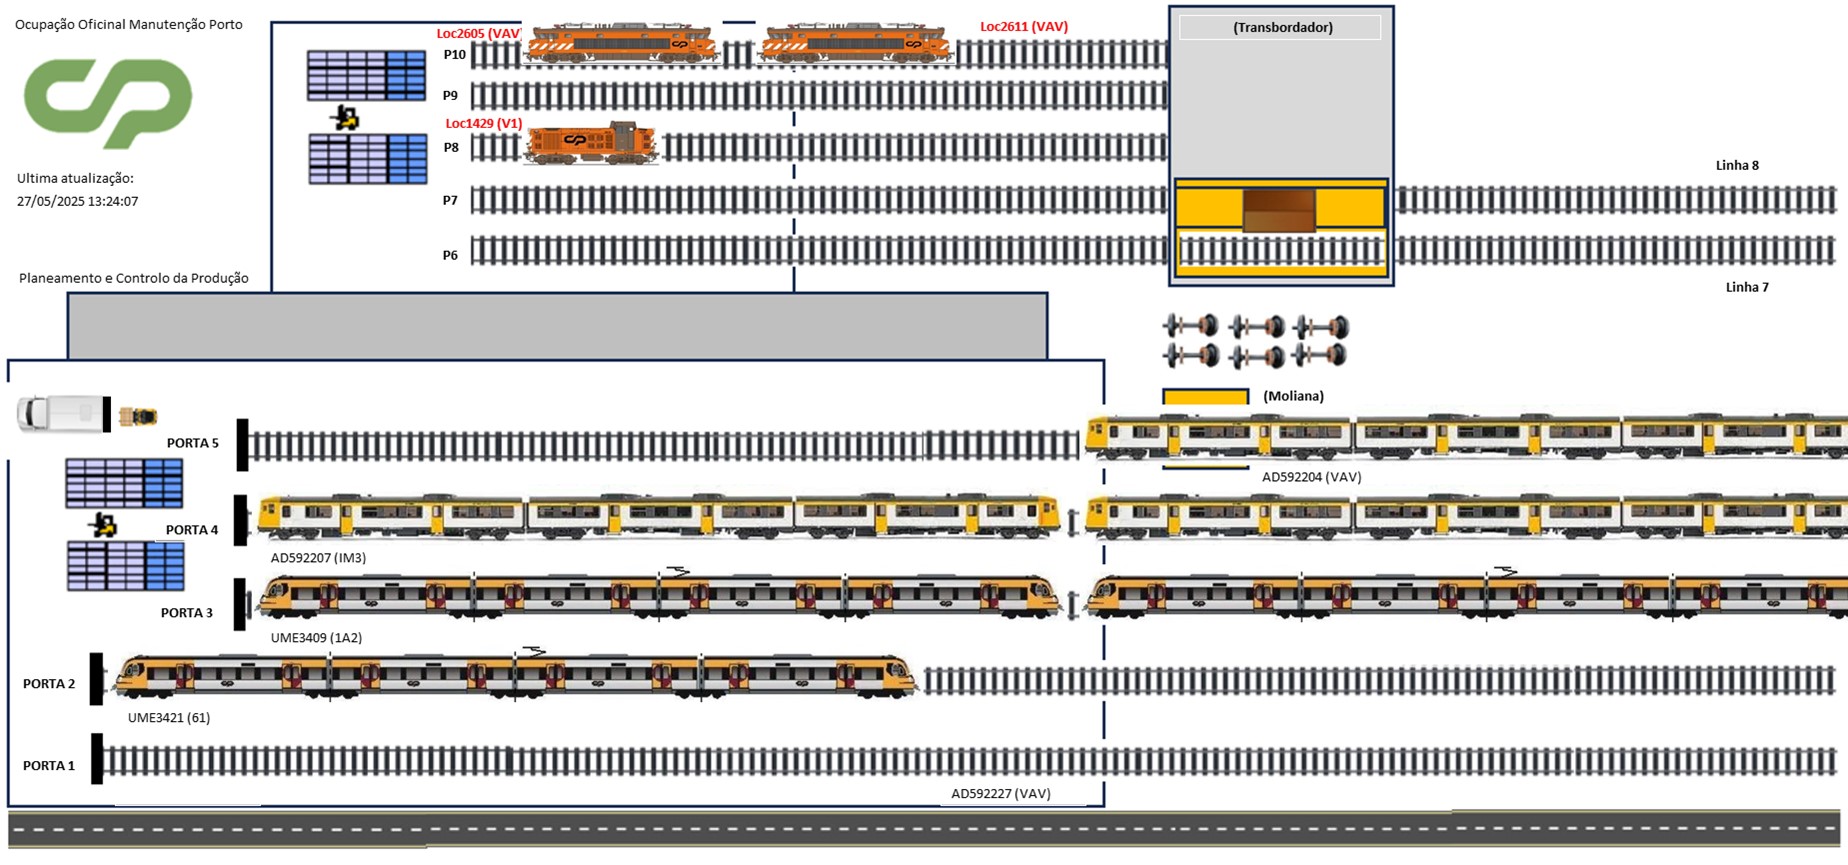 Ocupação Oficinal Manutenção Porto
Loc2605 (VAV)
Loc2611 (VAV)
(Transbordador)
P10
P9
Loc1429 (V1)
P8
Ultima atualização:
27/05/2025 13:24:07
Linha 8
P7
P6
Planeamento e Controlo da Produção
Linha 7
(Moliana)
PORTA 5
AD592204 (VAV)
PORTA 4
AD592207 (IM3)
PORTA 3
UME3409 (1A2)
PORTA 2
UME3421 (61)
PORTA 1
AD592227 (VAV)